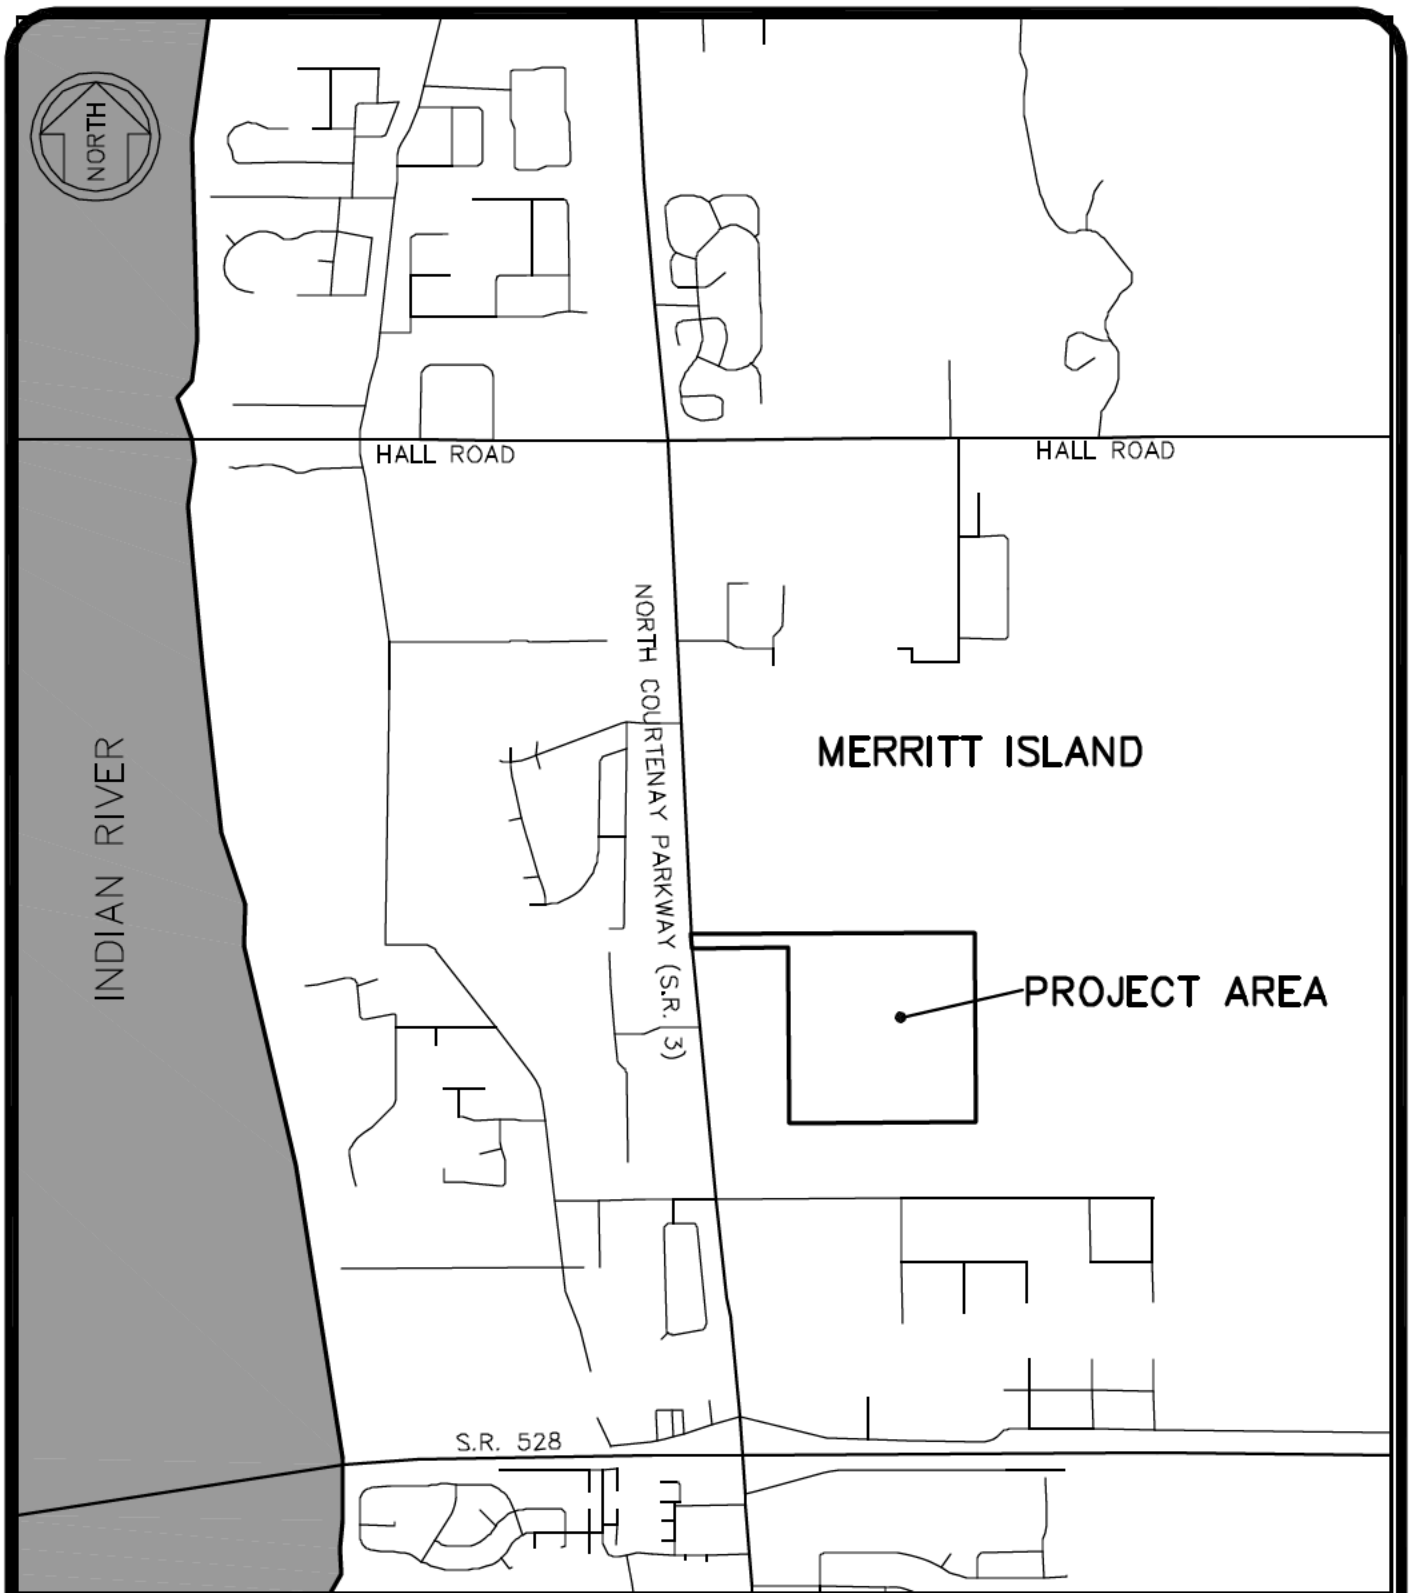 NORTH
HALL ROAD
HALL ROAD
NORTH COURTENAY PARKWAY (S.R. 3)
MERRITT ISLAND
INDIAN RIVER
PROJECT AREA
S.R. 528